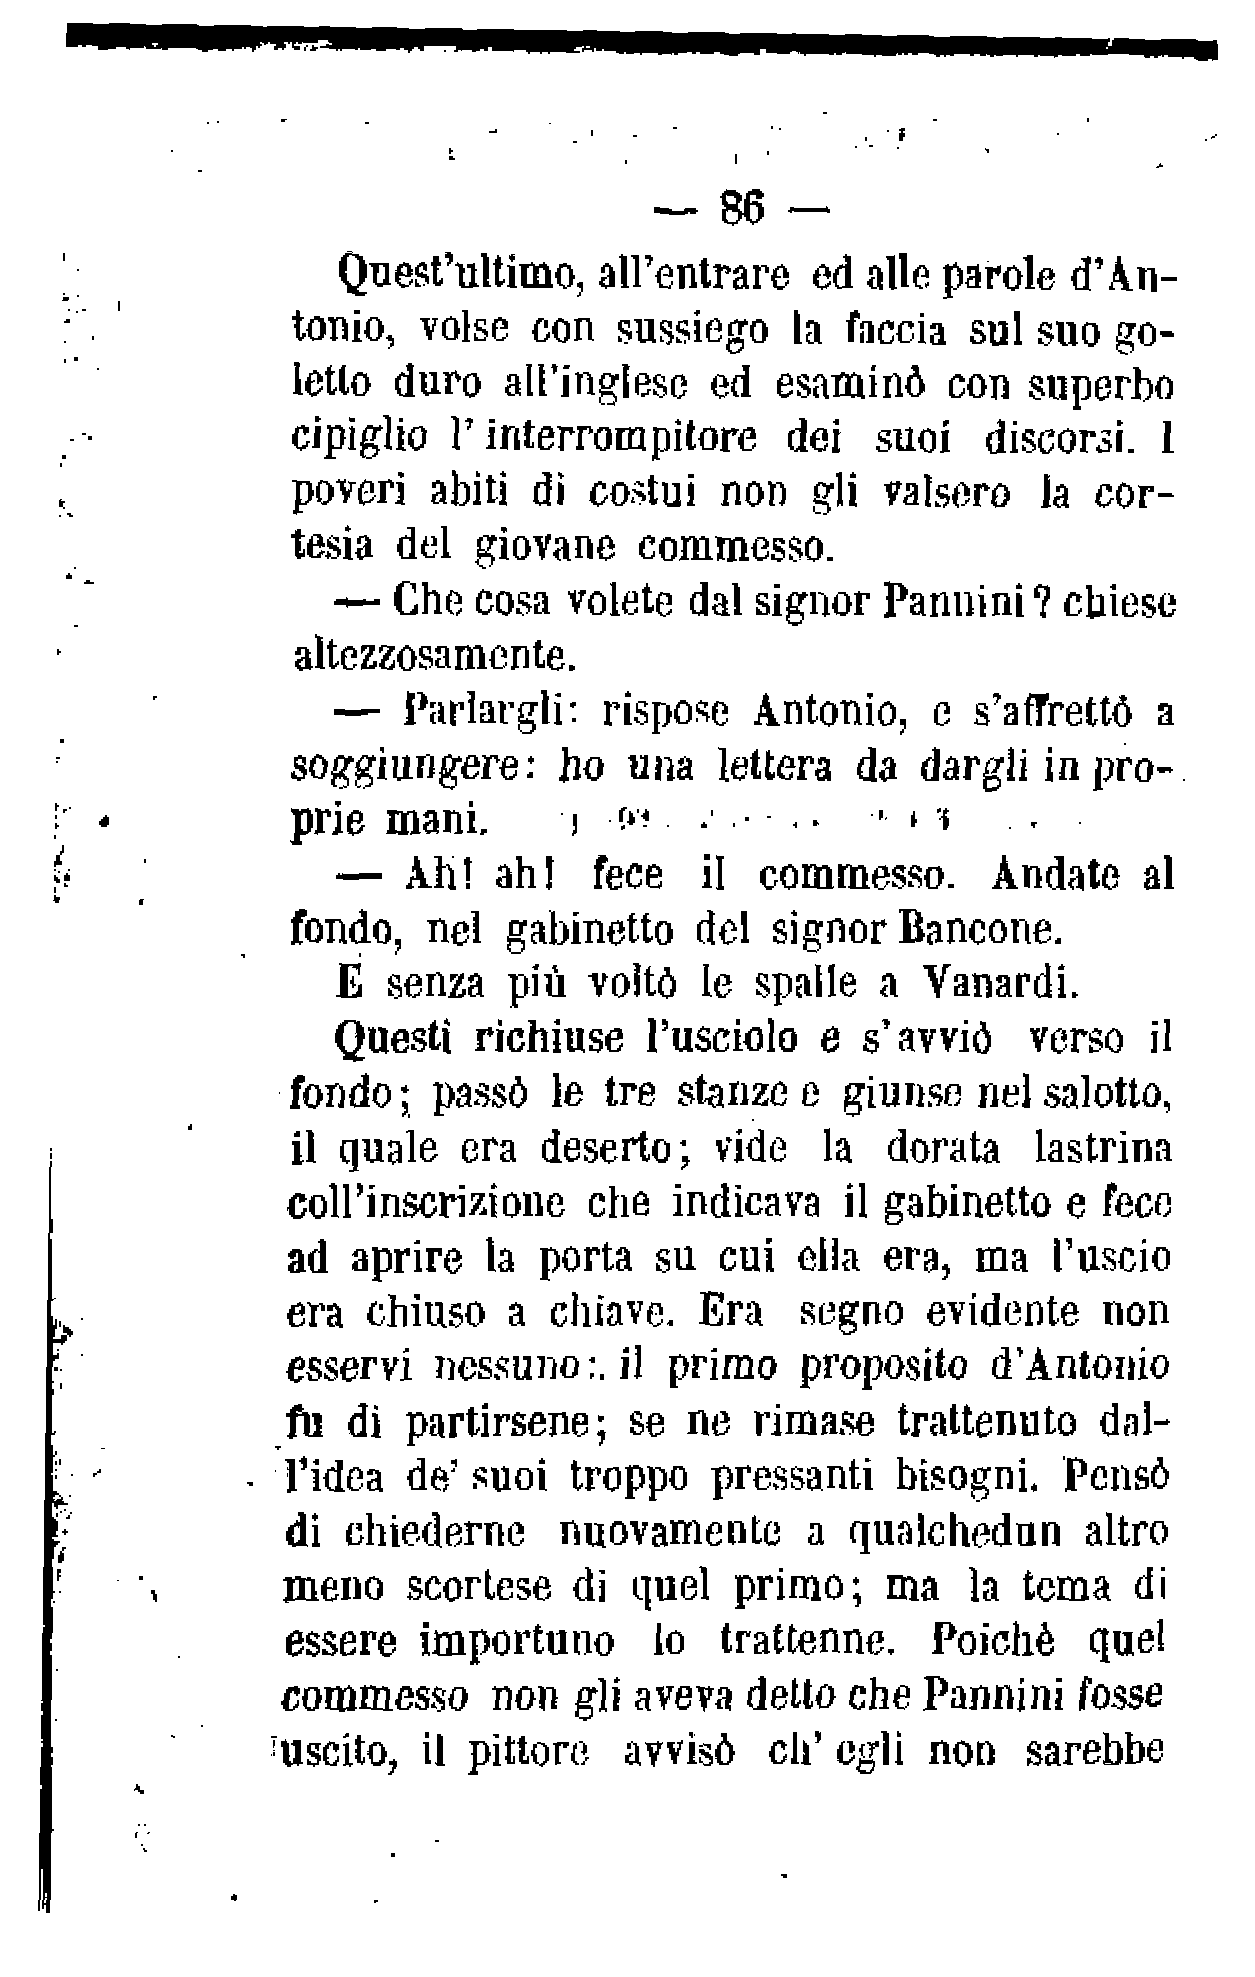 — 86 —
Quest'ultimo, all'entrare ed alle parole d'An-
tonio, volse con sussiego la faccia sul suo go-
letto duro all'inglese ed esaminò con superbo
cipiglio l' interrompitore dei suoi discorsi. I
poveri abiti di costui non gli valsero la cor-
tesia del giovane commesso.
— Che cosa volete dal signor Pannini? chiese
altezzosamente.
— Parlargli: rispose Antonio, e s'affrettò a
soggiungere: ho una lettera da dargli in pro-
prie mani.
— Ah! ah! fece il commesso. Andate al
fondo, nel gabinetto del signor Bancone.
E senza più voltò le spalle a Vanardi.
Questi richiuse l'usciolo e s'avviò verso il
fondo; passò le tre stanze e giunse nel salotto,
il quale era deserto; vide la dorata lastrina
coll'inscrizione che indicava il gabinetto e fece
ad aprire la porta su cui ella era, ma l'uscio
era chiuso a chiave. Era segno evidente non
esservi nessuno: il primo proposito d'Antonio
fu di partirsene; se ne rimase trattenuto dal-
l'idea de' suoi troppo pressanti bisogni. Pensò
di chiederne nuovamente a qualchedun altro
meno scortese di quel primo; ma la tema di
essere importuno lo trattenne. Poichè quel
commesso non gli aveva detto che Pannini fosse
uscito, il pittore avvisò ch' egli non sarebbe